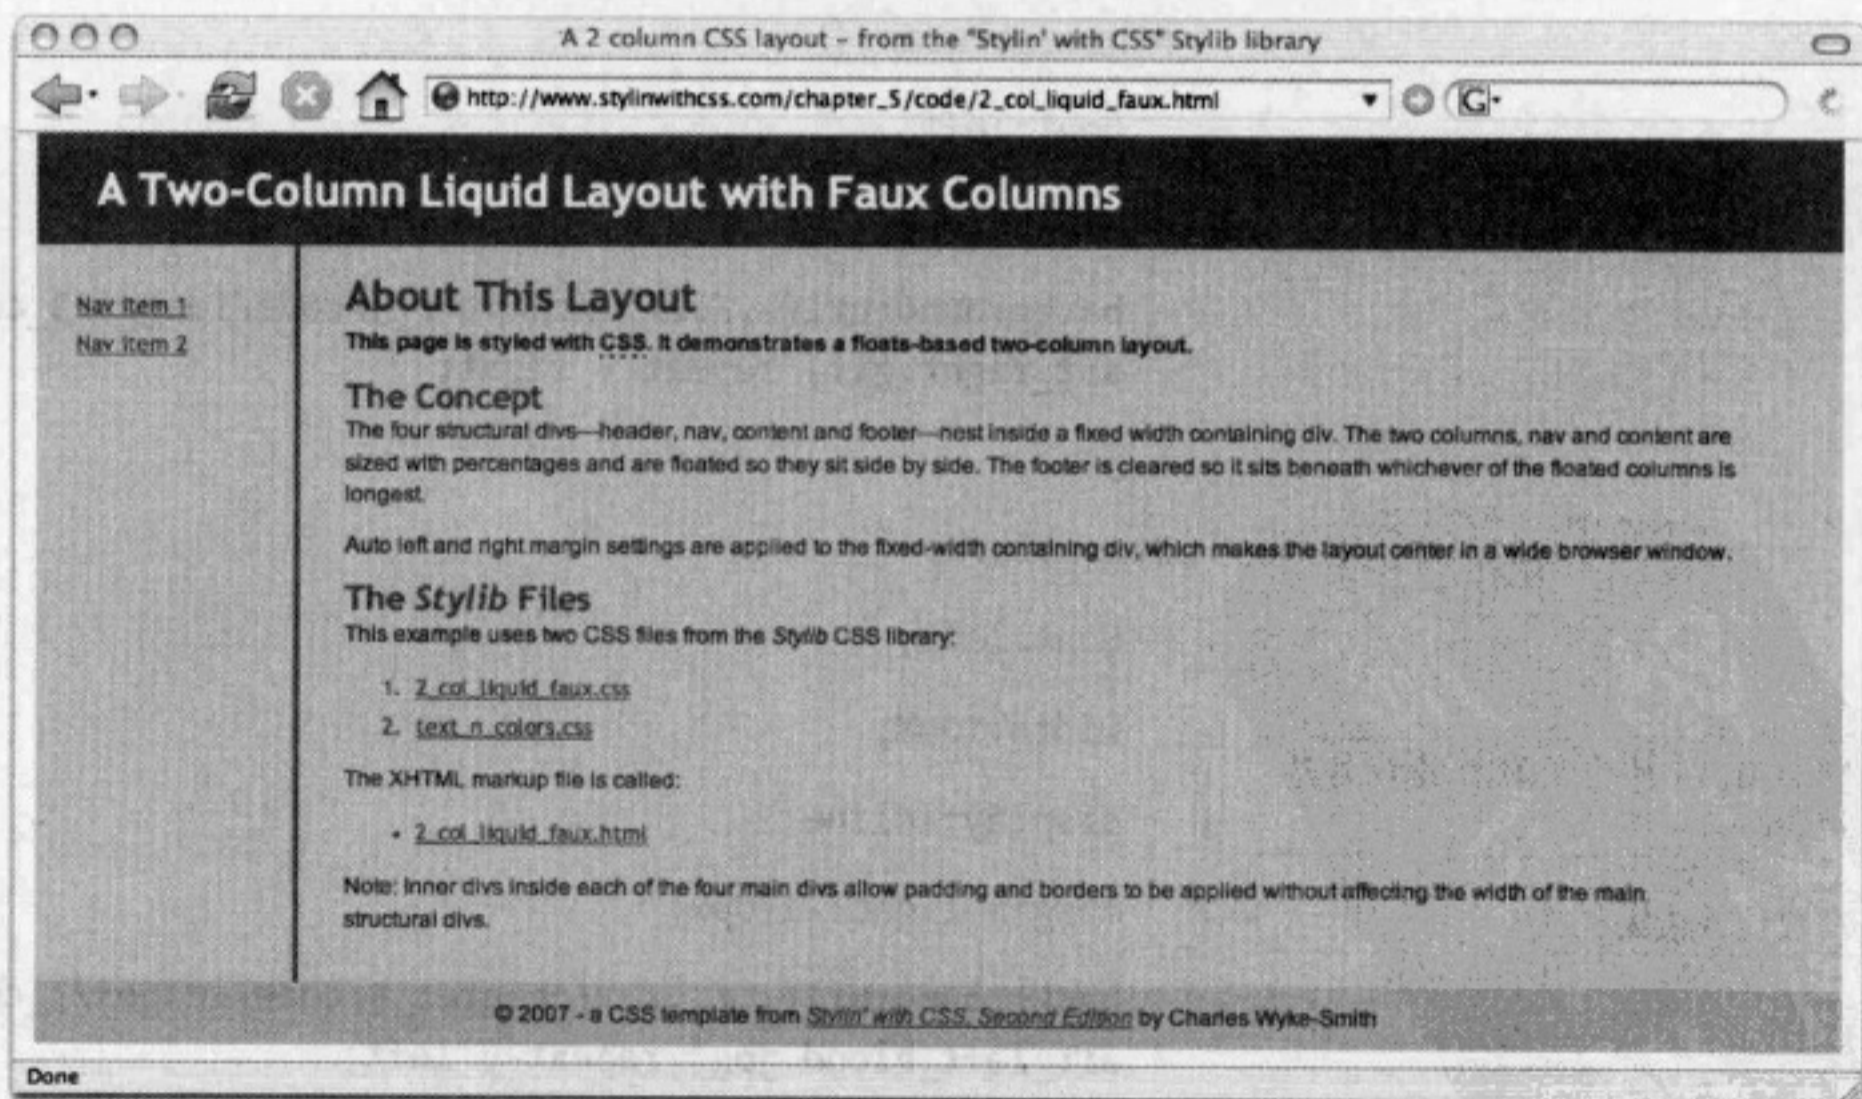 A 2 column CSS layout – from the "Stylin' with CSS" Stylib library
http://www.stylinwithcss.com/chapter_5/code/2_col_liquid_faux.html
G
A Two-Column Liquid Layout with Faux Columns
Nav item 1
Nav item 2
About This Layout
This page is styled with CSS. It demonstrates a floats-based two-column layout.
The Concept
The four structural divs—header, nav, content and footer—nest inside a fixed width containing div. The two columns, nav and content are
sized with percentages and are floated so they sit side by side. The footer is cleared so it sits beneath whichever of the floated columns is
longest.
Auto left and right margin settings are applied to the fixed-width containing div, which makes the layout center in a wide browser window.
The Stylib Files
This example uses two CSS files from the Stylib CSS library:
1. 2_col_liquid_faux.css
2. text_n_colors.css
The XHTML markup file is called:
• 2_col_liquid_faux.html
Note: Inner divs inside each of the four main divs allow padding and borders to be applied without affecting the width of the main
structural divs.
© 2007 - a CSS template from Stylin' with CSS, Second Edition by Charles Wyke-Smith
Done